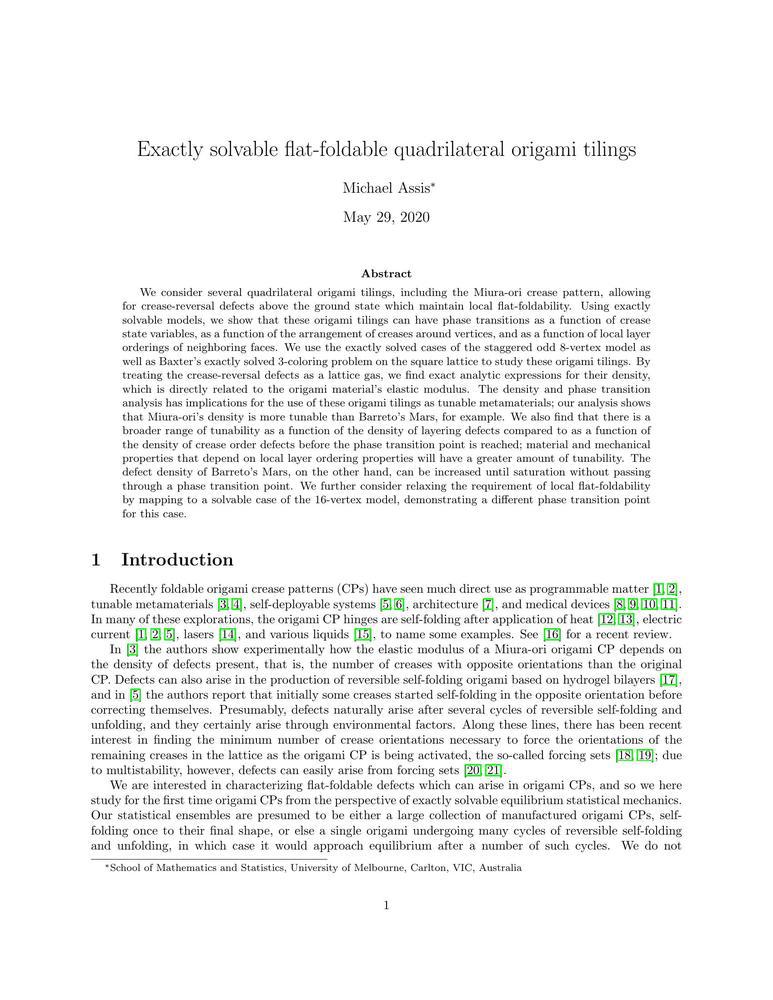 Exactly solvable flat-foldable quadrilateral origami tilings
Michael Assis*
May 29, 2020
Abstract
We consider several quadrilateral origami tilings, including the Miura-ori crease pattern, allowing
for crease-reversal defects above the ground state which maintain local flat-foldability. Using exactly
solvable models, we show that these origami tilings can have phase transitions as a function of crease
state variables, as a function of the arrangement of creases around vertices, and as a function of local layer
orderings of neighboring faces. We use the exactly solved cases of the staggered odd 8-vertex model as
well as Baxter's exactly solved 3-coloring problem on the square lattice to study these origami tilings. By
treating the crease-reversal defects as a lattice gas, we find exact analytic expressions for their density,
which is directly related to the origami material's elastic modulus. The density and phase transition
analysis has implications for the use of these origami tilings as tunable metamaterials; our analysis shows
that Miura-ori's density is more tunable than Barreto's Mars, for example. We also find that there is a
broader range of tunability as a function of the density of layering defects compared to as a function of
the density of crease order defects before the phase transition point is reached; material and mechanical
properties that depend on local layer ordering properties will have a greater amount of tunability. The
defect density of Barreto's Mars, on the other hand, can be increased until saturation without passing
through a phase transition point. We further consider relaxing the requirement of local flat-foldability
by mapping to a solvable case of the 16-vertex model, demonstrating a different phase transition point
for this case.
1 Introduction
Recently foldable origami crease patterns (CPs) have seen much direct use as programmable matter [1, 2],
tunable metamaterials [3, 4], self-deployable systems [5, 6], architecture [7], and medical devices [8, 9, 10, 11].
In many of these explorations, the origami CP hinges are self-folding after application of heat [12, 13], electric
current [1, 2, 5], lasers [14], and various liquids [15], to name some examples. See [16] for a recent review.
In [3] the authors show experimentally how the elastic modulus of a Miura-ori origami CP depends on
the density of defects present, that is, the number of creases with opposite orientations than the original
CP. Defects can also arise in the production of reversible self-folding origami based on hydrogel bilayers [17],
and in [5] the authors report that initially some creases started self-folding in the opposite orientation before
correcting themselves. Presumably, defects naturally arise after several cycles of reversible self-folding and
unfolding, and they certainly arise through environmental factors. Along these lines, there has been recent
interest in finding the minimum number of crease orientations necessary to force the orientations of the
remaining creases in the lattice as the origami CP is being activated, the so-called forcing sets [18, 19]; due
to multistability, however, defects can easily arise from forcing sets [20, 21].
We are interested in characterizing flat-foldable defects which can arise in origami CPs, and so we here
study for the first time origami CPs from the perspective of exactly solvable equilibrium statistical mechanics.
Our statistical ensembles are presumed to be either a large collection of manufactured origami CPs, self-
folding once to their final shape, or else a single origami undergoing many cycles of reversible self-folding
and unfolding, in which case it would approach equilibrium after a number of such cycles. We do not
*School of Mathematics and Statistics, University of Melbourne, Carlton, VIC, Australia
1